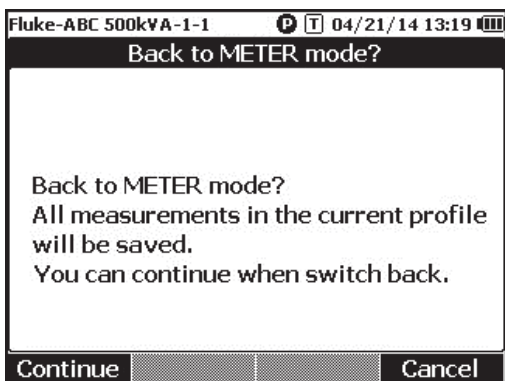 Fluke-ABC 500kVA-1-1 P T 04/21/14 13:19
Back to METER mode?
Back to METER mode?
All measurements in the current profile
will be saved.
You can continue when switch back.
Continue Cancel